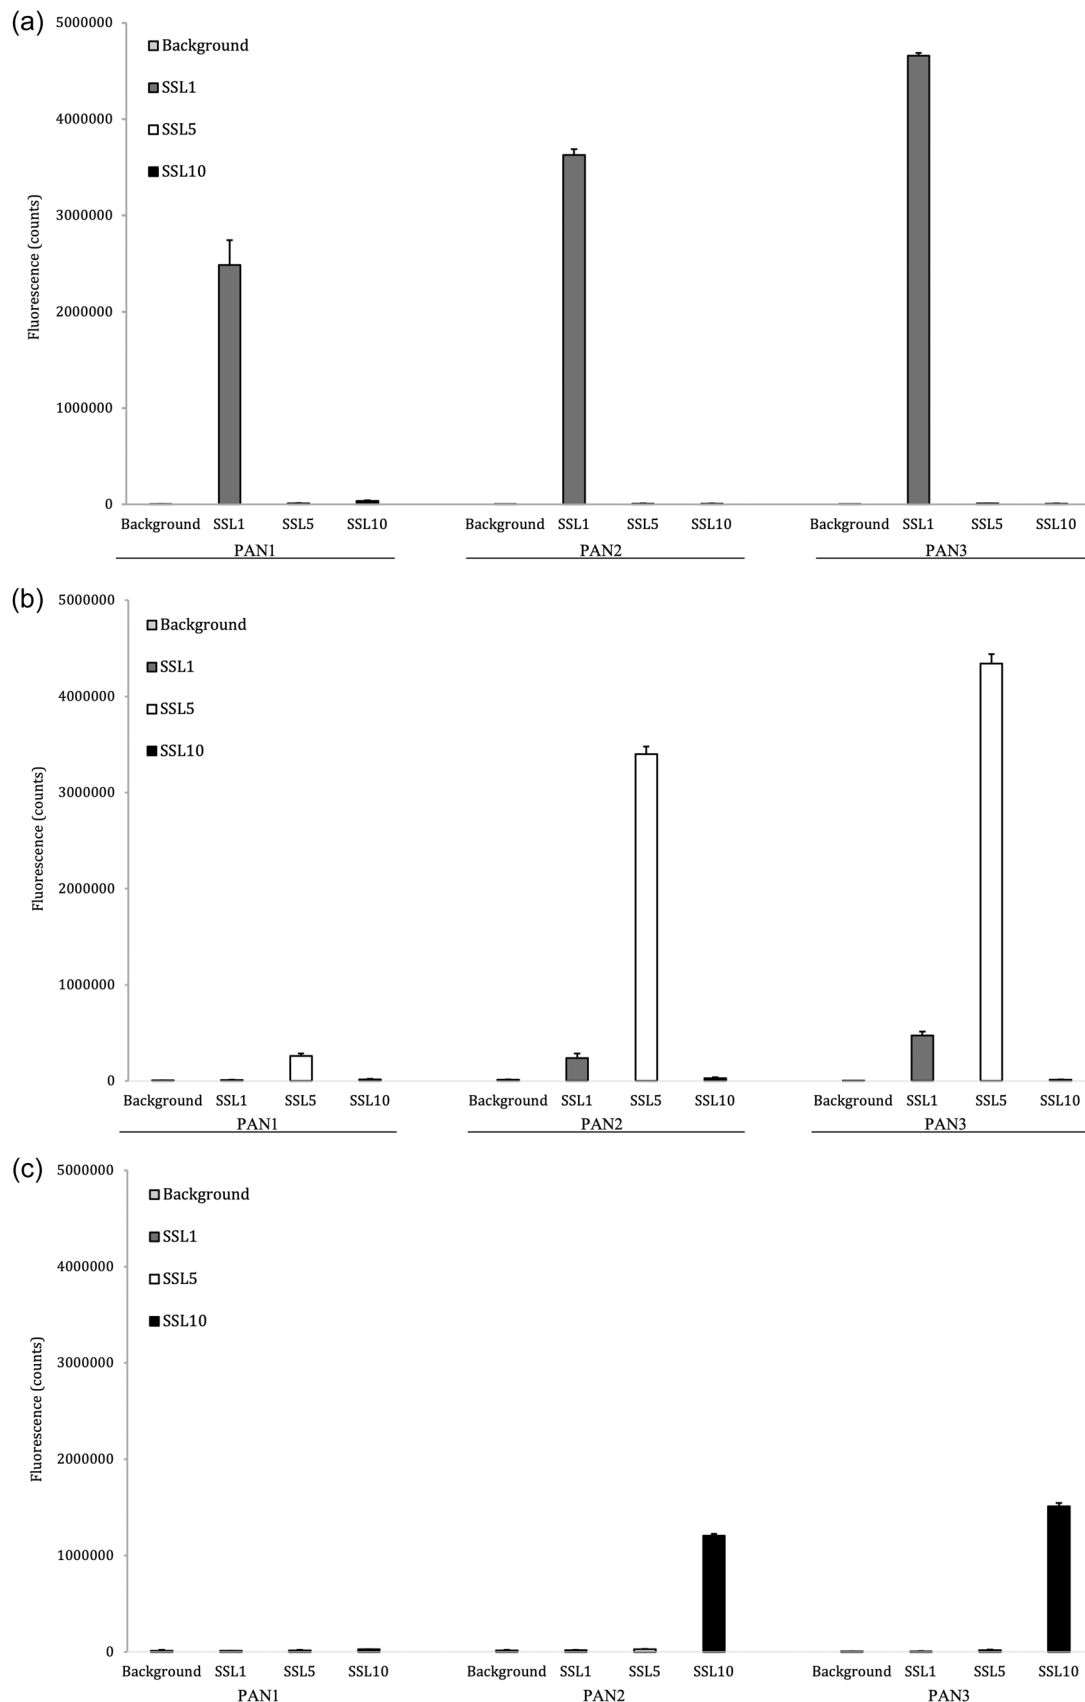 (a)
5000000
4000000
3000000
2000000
1000000
0
Fluorescence (counts)
Background
SSL1
SSL5
SSL10
Background SSL1 SSL5 SSL10 Background SSL1 SSL5 SSL10 Background SSL1 SSL5 SSL10
PAN1 PAN2 PAN3
(b)
5000000
4000000
3000000
2000000
1000000
0
Fluorescence (counts)
Background
SSL1
SSL5
SSL10
Background SSL1 SSL5 SSL10 Background SSL1 SSL5 SSL10 Background SSL1 SSL5 SSL10
PAN1 PAN2 PAN3
(c)
5000000
4000000
3000000
2000000
1000000
0
Fluorescence (counts)
Background
SSL1
SSL5
SSL10
Background SSL1 SSL5 SSL10 Background SSL1 SSL5 SSL10 Background SSL1 SSL5 SSL10
PAN1 PAN2 PAN3